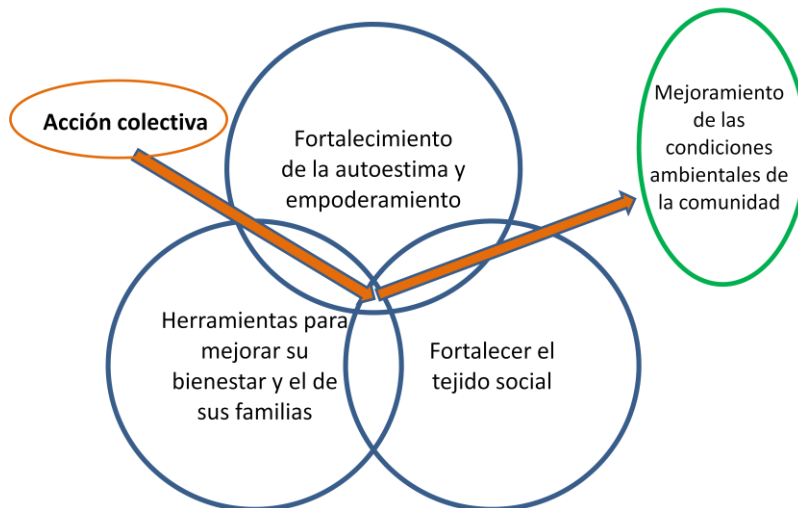 Acción colectiva
Fortalecimiento
de la autoestima y
empoderamiento
Mejoramiento
de las
condiciones
ambientales de
la comunidad
Herramientas para
mejorar su
bienestar y el de
sus familias
Fortalecer el
tejido social